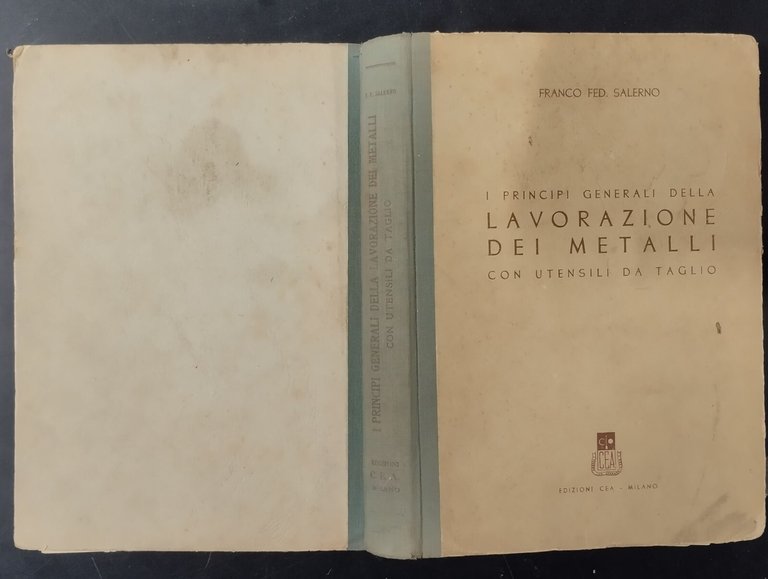 FRANCO FED. SALERNO
I PRINCIPI GENERALI DELLA
LAVORAZIONE
DEI METALLI
CON UTENSILI DA TAGLIO
CEA
EDIZIONI CEA - MILANO
F. F. SALERNO
I PRINCIPI GENERALI DELLA LAVORAZIONE DEI METALLI
CON UTENSILI DA TAGLIO
EDIZIONI
C E A
MILANO